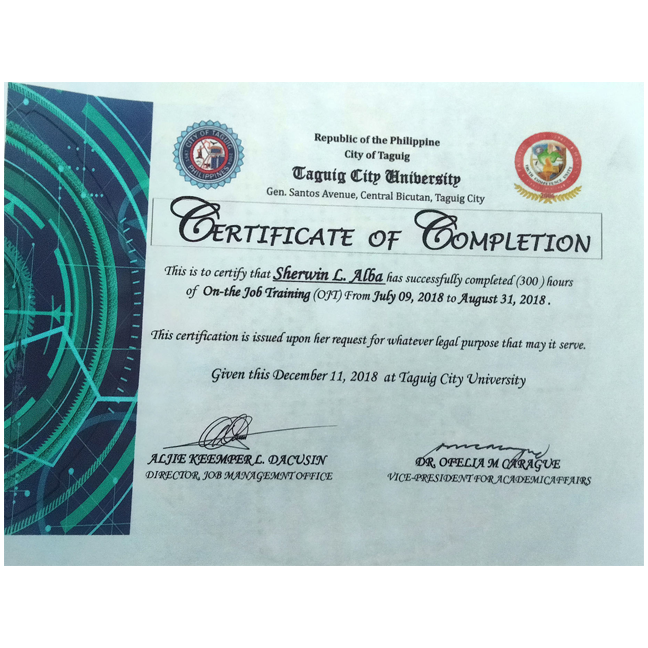 Republic of the Philippine
City of Taguig
Taguig City University
Gen. Santos Avenue, Central Bicutan, Taguig City
CITY OF TAGUIG
PHILIPPINES
CERTIFICATE OF COMPLETION
This is to certify that Sherwin L. Alba has successfully completed (300 ) hours
of On-the Job Training (OJT) From July 09, 2018 to August 31, 2018 .
This certification is issued upon her request for whatever legal purpose that may it serve.
Given this December 11, 2018 at Taguig City University
ALJIE KEEMPER L. DACUSIN
DIRECTOR, JOB MANAGEMNT OFFICE
DR. OFELIA M CARAGUE
VICE-PRESIDENT FOR ACADEMICAFFAIRS